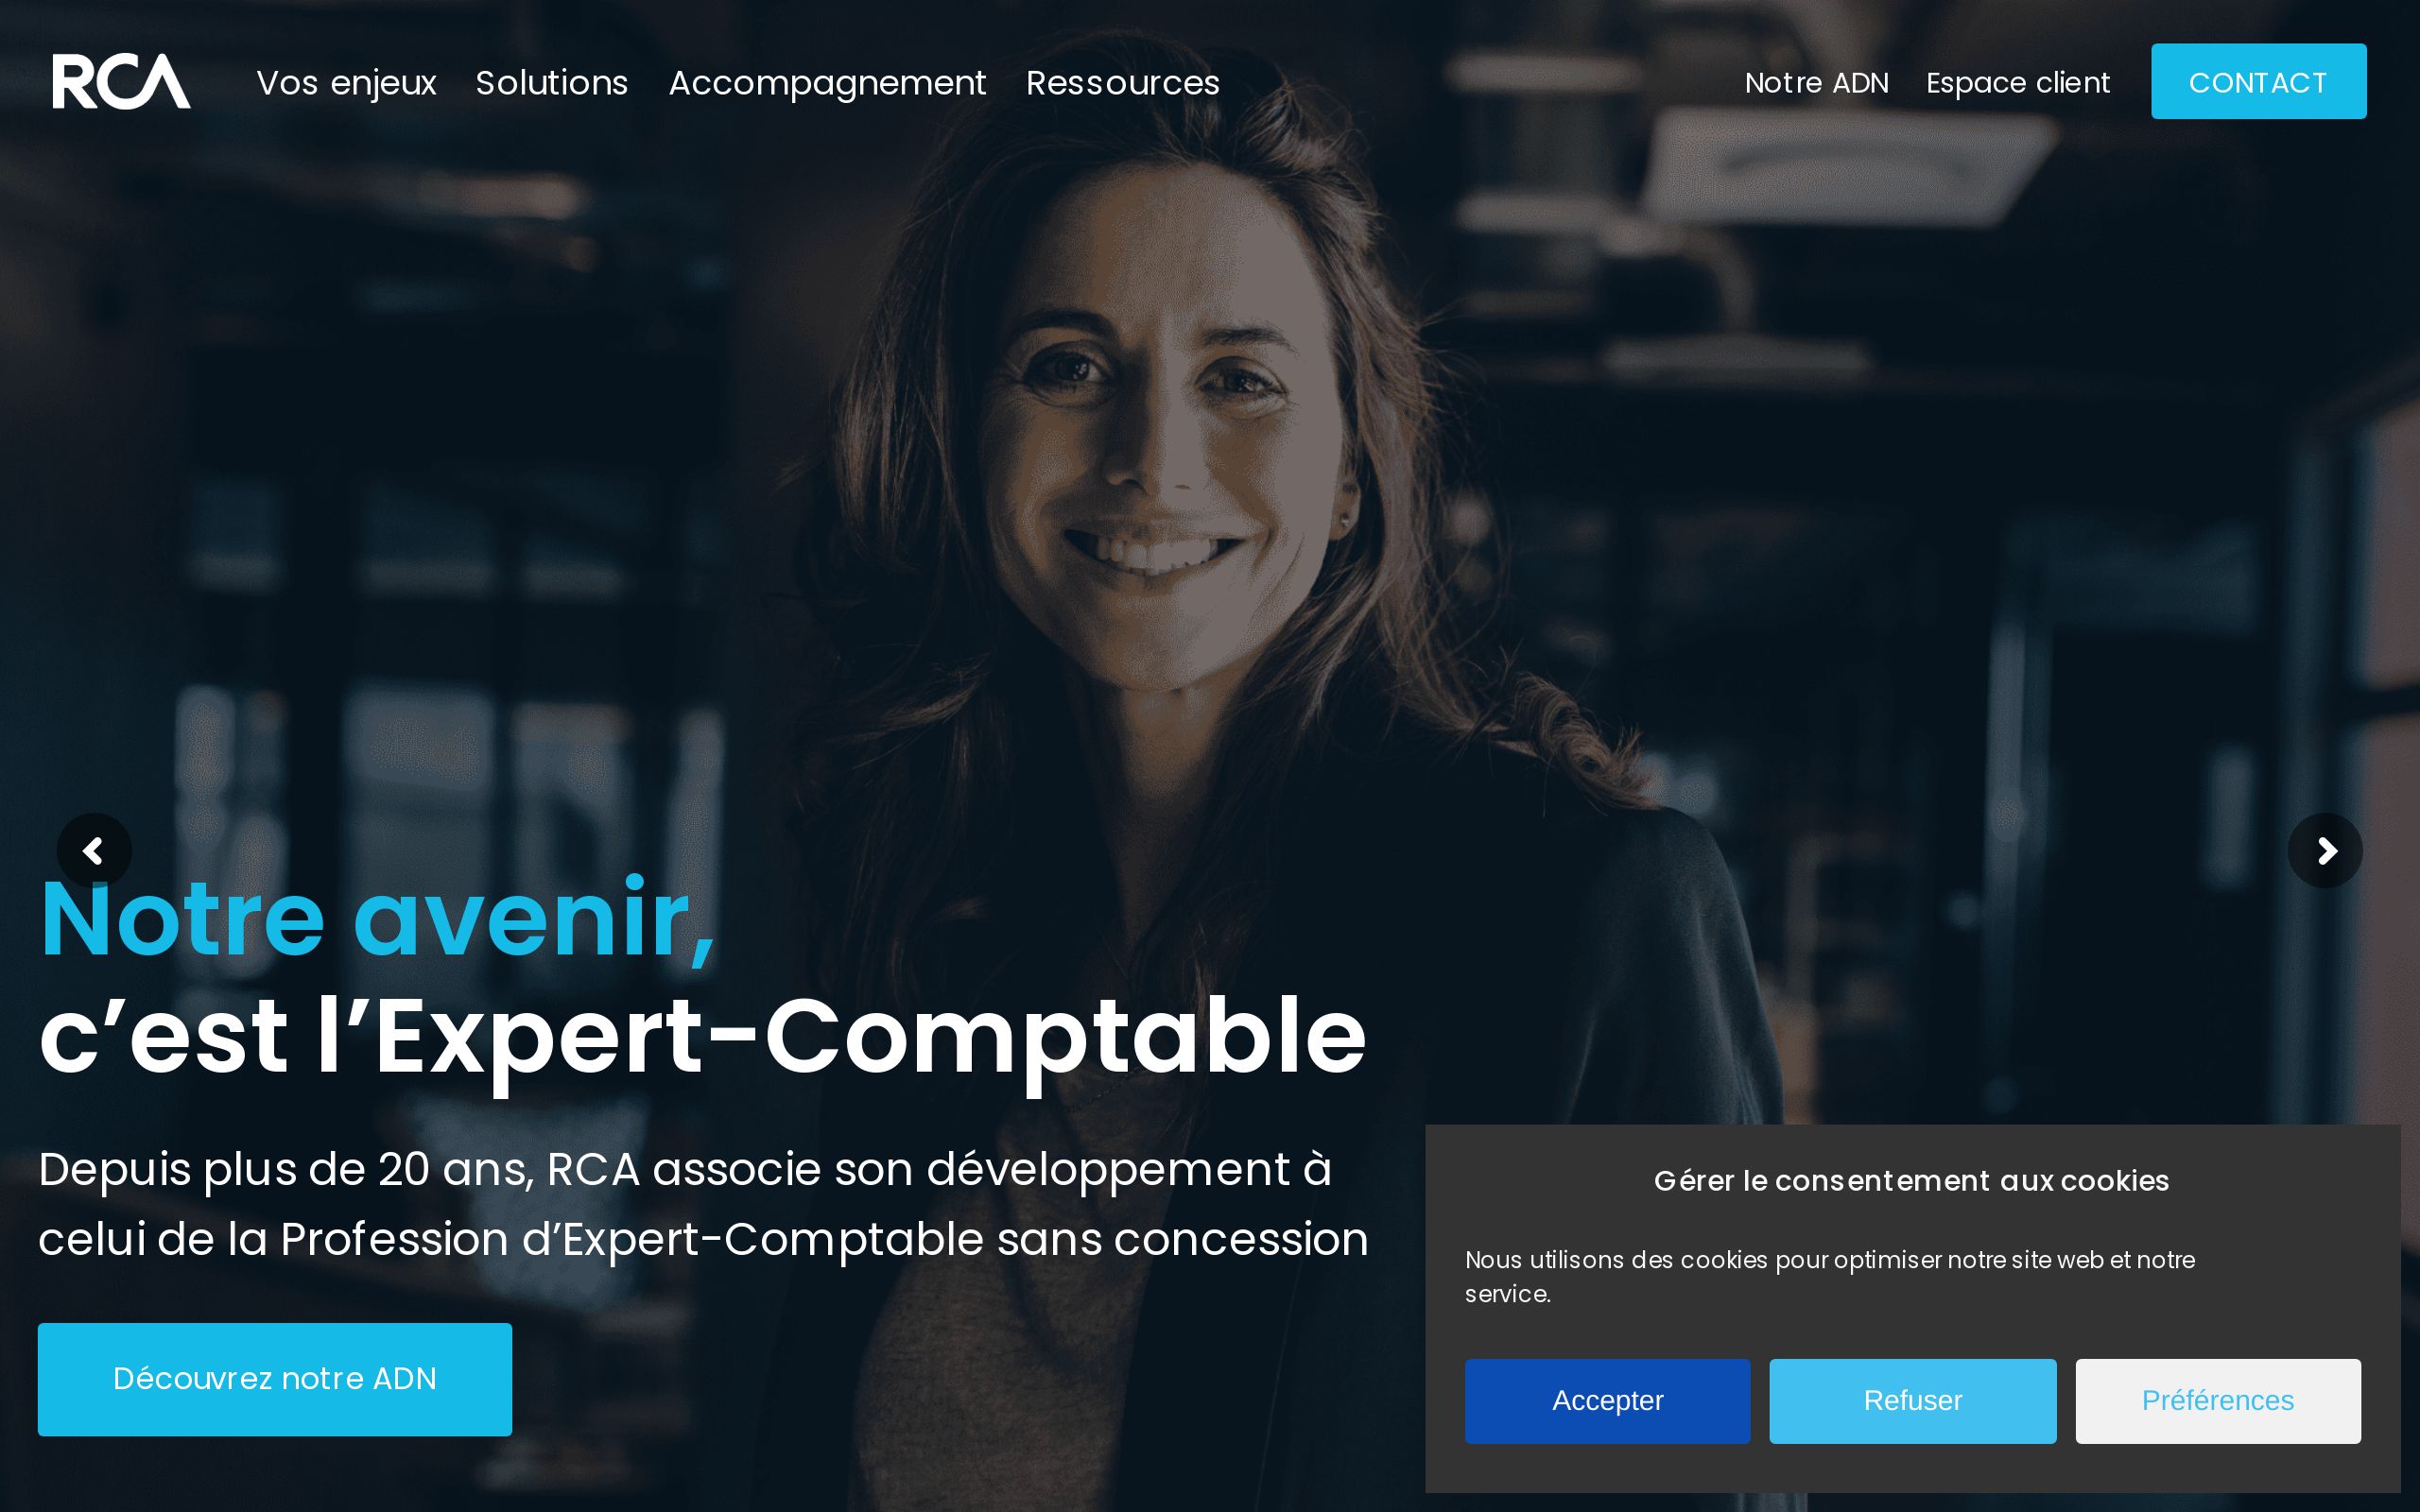 RCA
Vos enjeux
Solutions
Accompagnement
Ressources
Notre ADN
Espace client
CONTACT
Notre avenir,
c’est l’Expert-Comptable
Depuis plus de 20 ans, RCA associe son développement à
celui de la Profession d’Expert-Comptable sans concession
Découvrez notre ADN
Gérer le consentement aux cookies
Nous utilisons des cookies pour optimiser notre site web et notre
service.
Accepter
Refuser
Préférences